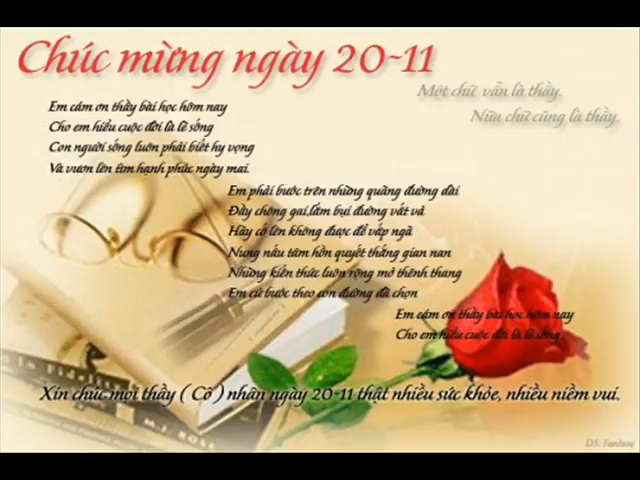 Chúc mừng ngày 20-11
Một chữ vẫn là thầy.
Nửa chữ cũng là thầy.
Em cám ơn thầy bài học hôm nay
Cho em hiểu cuộc đời là lẽ sống
Con người sống luôn phải biết hy vọng
Và vươn lên tìm hạnh phúc ngày mai.
Em phải bước trên những quãng đường dài
Đầy chông gai,lắm bụi đường vất vả
Hãy cố lên không được để vấp ngã
Nung nấu tâm hồn quyết thắng gian nan
Những kiến thức luôn rộng mở thênh thang
Em cứ bước theo con đường đã chọn
Em cám ơn thầy bài học hôm nay
Cho em hiểu cuộc đời là lẽ sống
Xin chúc mọi thầy ( Cô ) nhân ngày 20-11 thật nhiều sức khỏe, nhiều niềm vui.
M.J. ROSE
DS: Fantasy